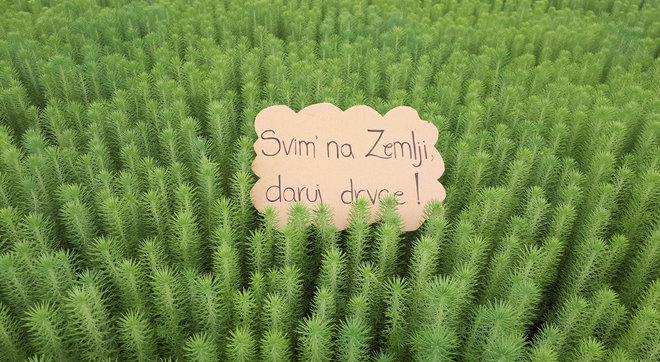 Svim' na Zemlji,
daruj drvce!